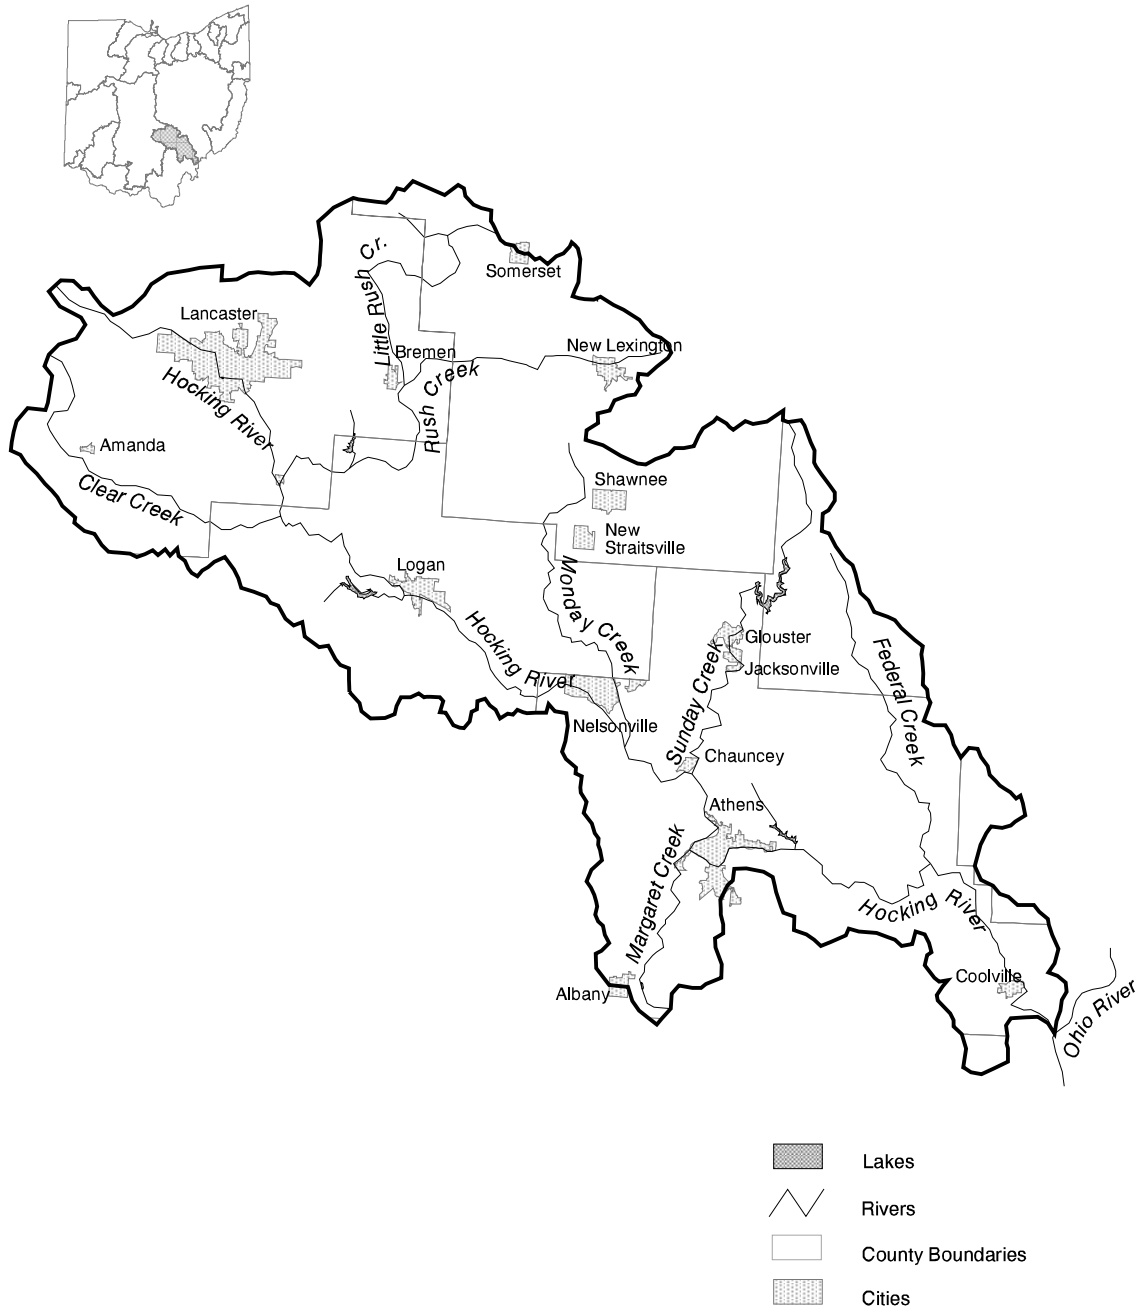 Somerset
Little Rush Cr.
Lancaster
New Lexington
Bremen
Rush Creek
Hocking River
Amanda
Clear Creek
Shawnee
New
Straitsville
Logan
Monday Creek
Hocking River
Glouster
Jacksonville
Federal Creek
Sunday Creek
Nelsonville
Chauncey
Athens
Margaret Creek
Hocking River
Coolville
Albany
Ohio River
Lakes
Rivers
County Boundaries
Cities